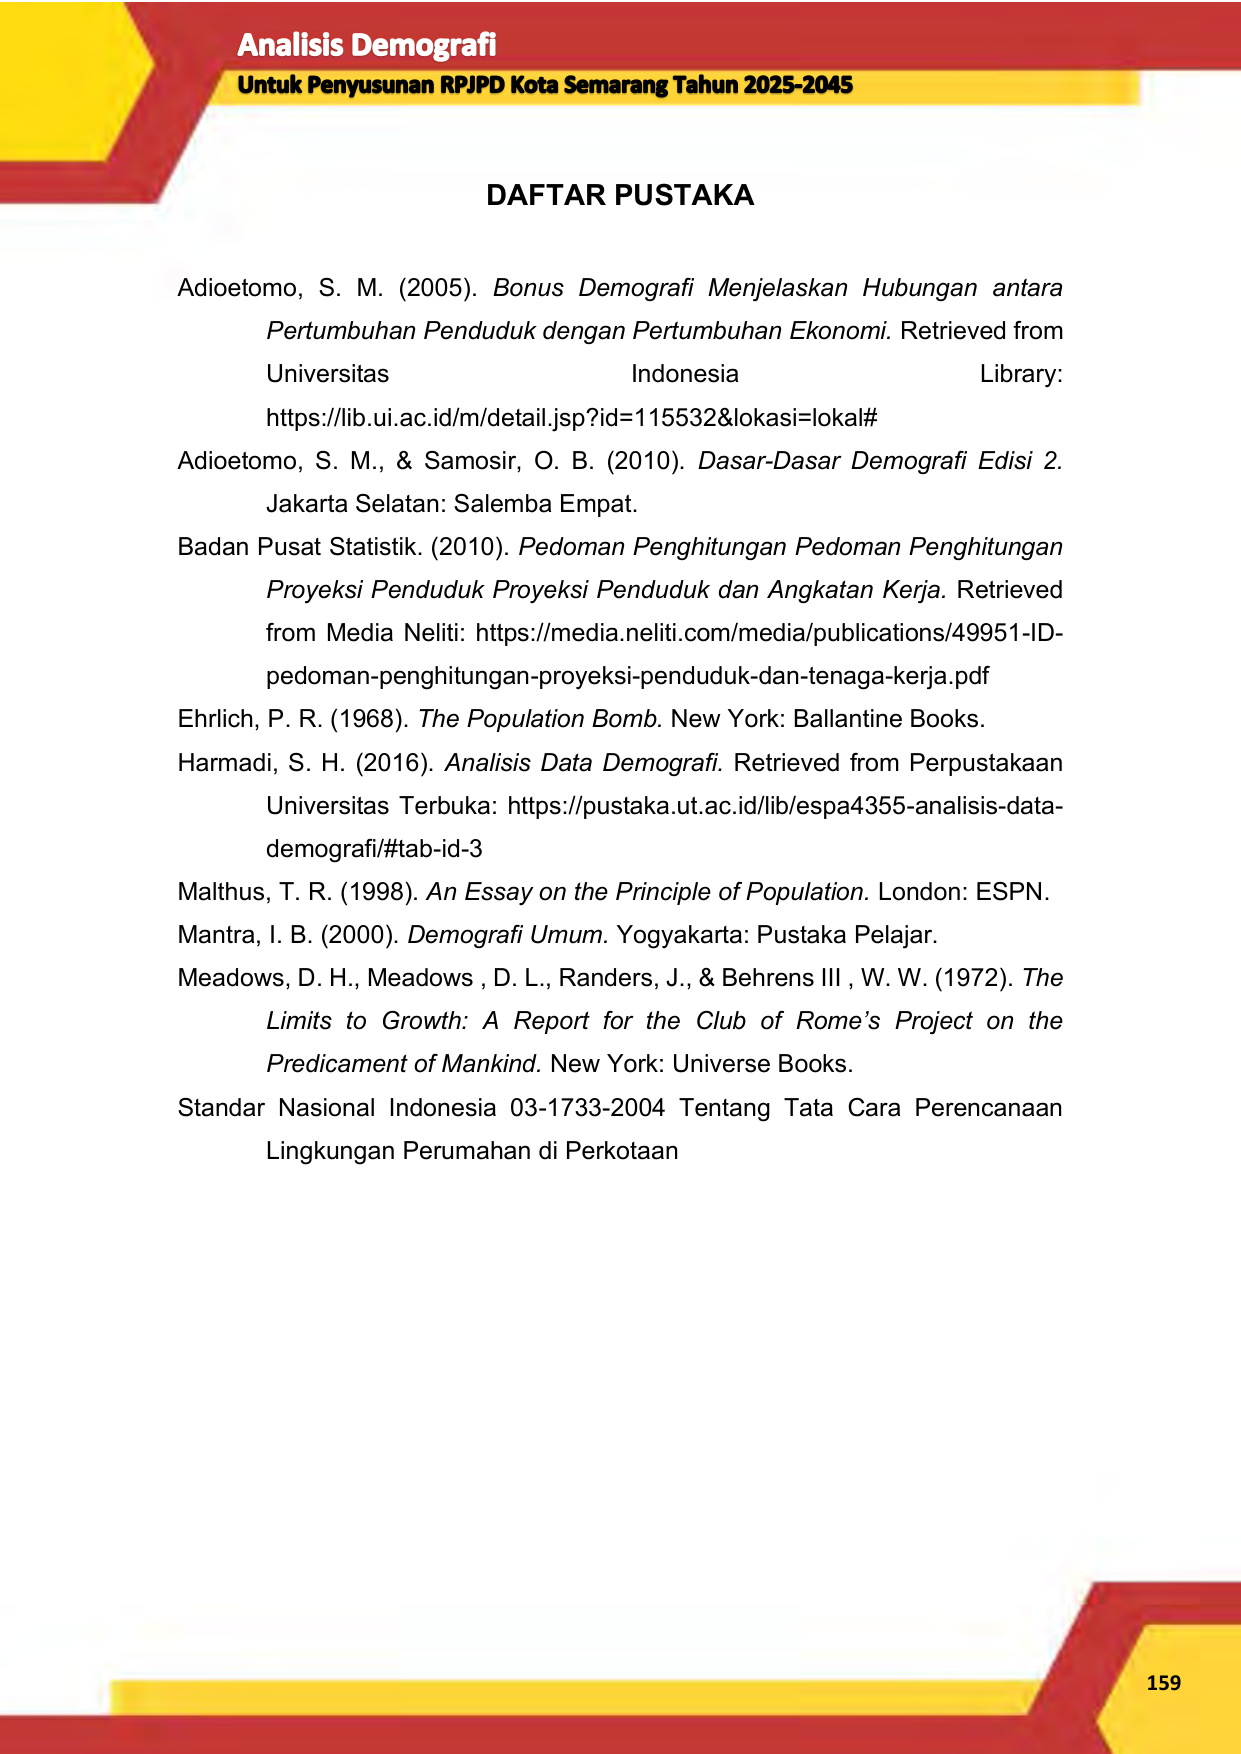 Analisis Demografi
Untuk Penyusunan RPJPD Kota Semarang Tahun 2025-2045
DAFTAR PUSTAKA
Adioetomo, S. M. (2005). Bonus Demografi Menjelaskan Hubungan antara
Pertumbuhan Penduduk dengan Pertumbuhan Ekonomi. Retrieved from
Universitas Indonesia Library:
https://lib.ui.ac.id/m/detail.jsp?id=115532&lokasi=lokal#
Adioetomo, S. M., & Samosir, O. B. (2010). Dasar-Dasar Demografi Edisi 2.
Jakarta Selatan: Salemba Empat.
Badan Pusat Statistik. (2010). Pedoman Penghitungan Pedoman Penghitungan
Proyeksi Penduduk Proyeksi Penduduk dan Angkatan Kerja. Retrieved
from Media Neliti: https://media.neliti.com/media/publications/49951-ID-
pedoman-penghitungan-proyeksi-penduduk-dan-tenaga-kerja.pdf
Ehrlich, P. R. (1968). The Population Bomb. New York: Ballantine Books.
Harmadi, S. H. (2016). Analisis Data Demografi. Retrieved from Perpustakaan
Universitas Terbuka: https://pustaka.ut.ac.id/lib/espa4355-analisis-data-
demografi/#tab-id-3
Malthus, T. R. (1998). An Essay on the Principle of Population. London: ESPN.
Mantra, I. B. (2000). Demografi Umum. Yogyakarta: Pustaka Pelajar.
Meadows, D. H., Meadows , D. L., Randers, J., & Behrens III , W. W. (1972). The
Limits to Growth: A Report for the Club of Rome’s Project on the
Predicament of Mankind. New York: Universe Books.
Standar Nasional Indonesia 03-1733-2004 Tentang Tata Cara Perencanaan
Lingkungan Perumahan di Perkotaan
159